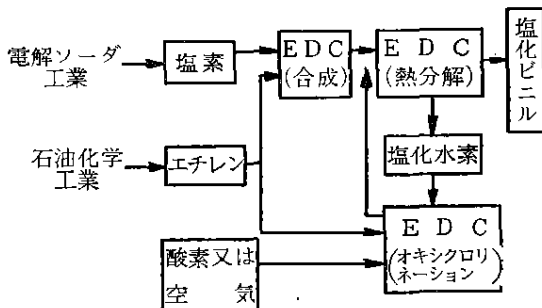 電解ソーダ
工業
塩素
EDC
(合成)
EDC
(熱分解)
塩化ビニル
石油化学
工業
エチレン
塩化水素
EDC
(オキシクロリ
ネーション)
酸素又は
空気